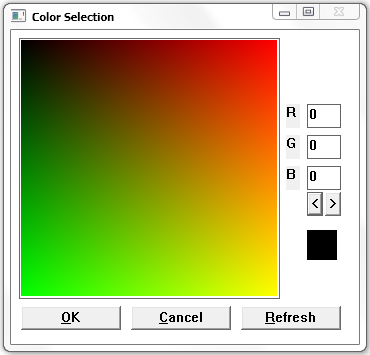 Color Selection
R 0
G 0
B 0
< >
OK Cancel Refresh